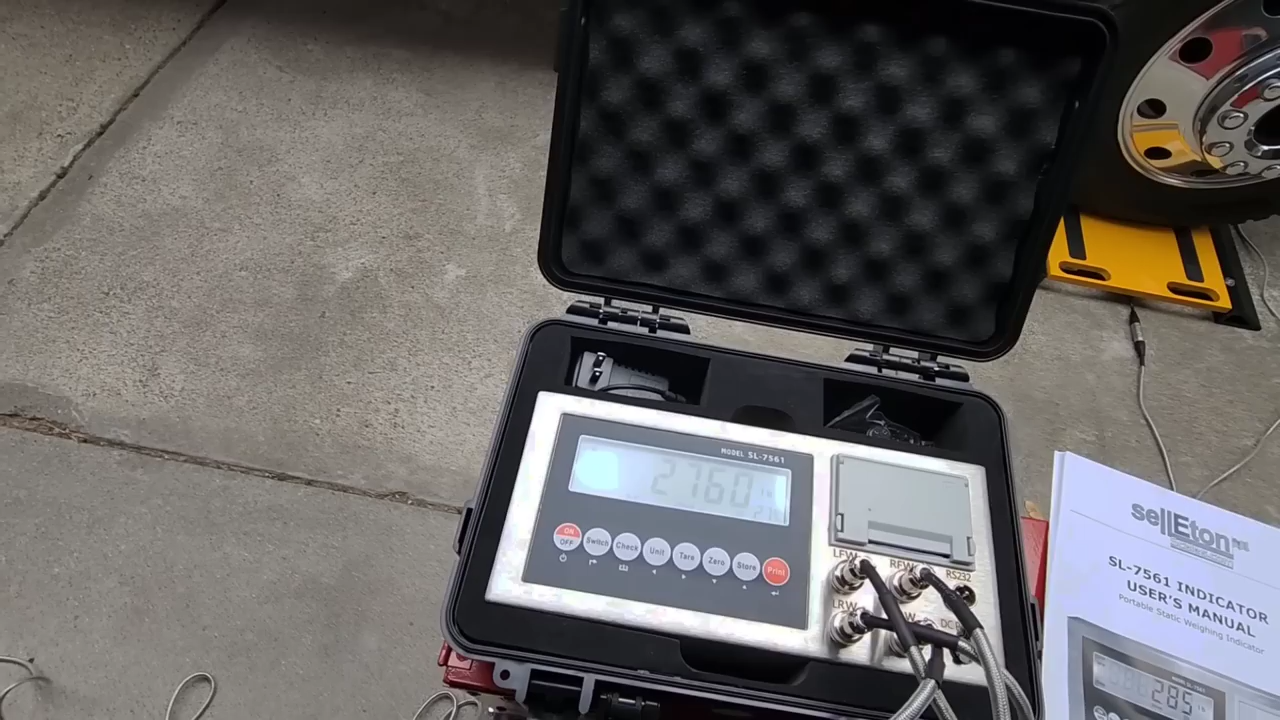 MODEL SL-7561
2760
ON
OFF
Switch
Check
Unit
Tare
Zero
Store
Print
LFW
RFW
RS232
LRW
sellEton
SL-7561 INDICATOR
USER'S MANUAL
Portable Static Weighing Indicator
285